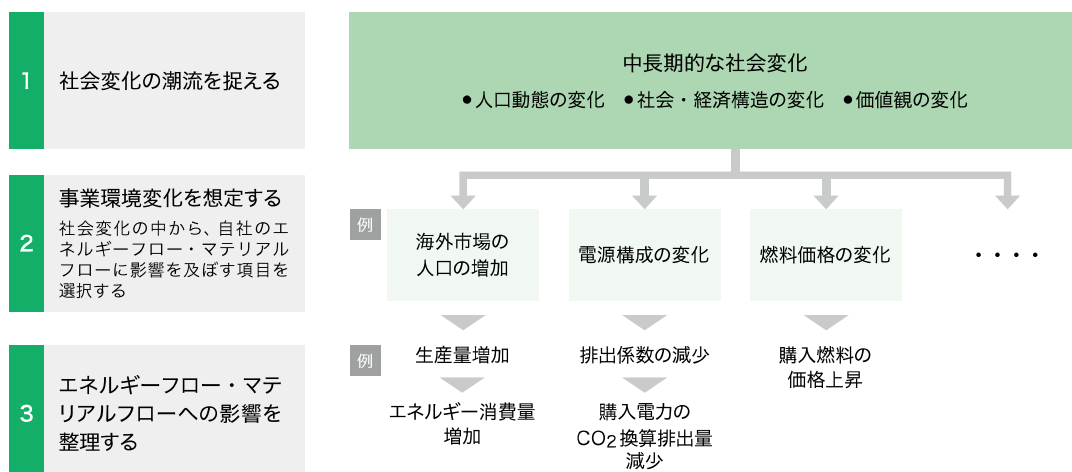 1
社会変化の潮流を捉える
中長期的な社会変化
●人口動態の変化 ●社会・経済構造の変化 ●価値観の変化
2
事業環境変化を想定する
社会変化の中から、自社のエ
ネルギーフロー・マテリアル
フローに影響を及ぼす項目を
選択する
例
海外市場の
人口の増加
電源構成の変化
燃料価格の変化
・・・・
3
エネルギーフロー・マテ
リアルフローへの影響を
整理する
例
生産量増加
エネルギー消費量
増加
排出係数の減少
購入電力の
CO2換算排出量
減少
購入燃料の
価格上昇